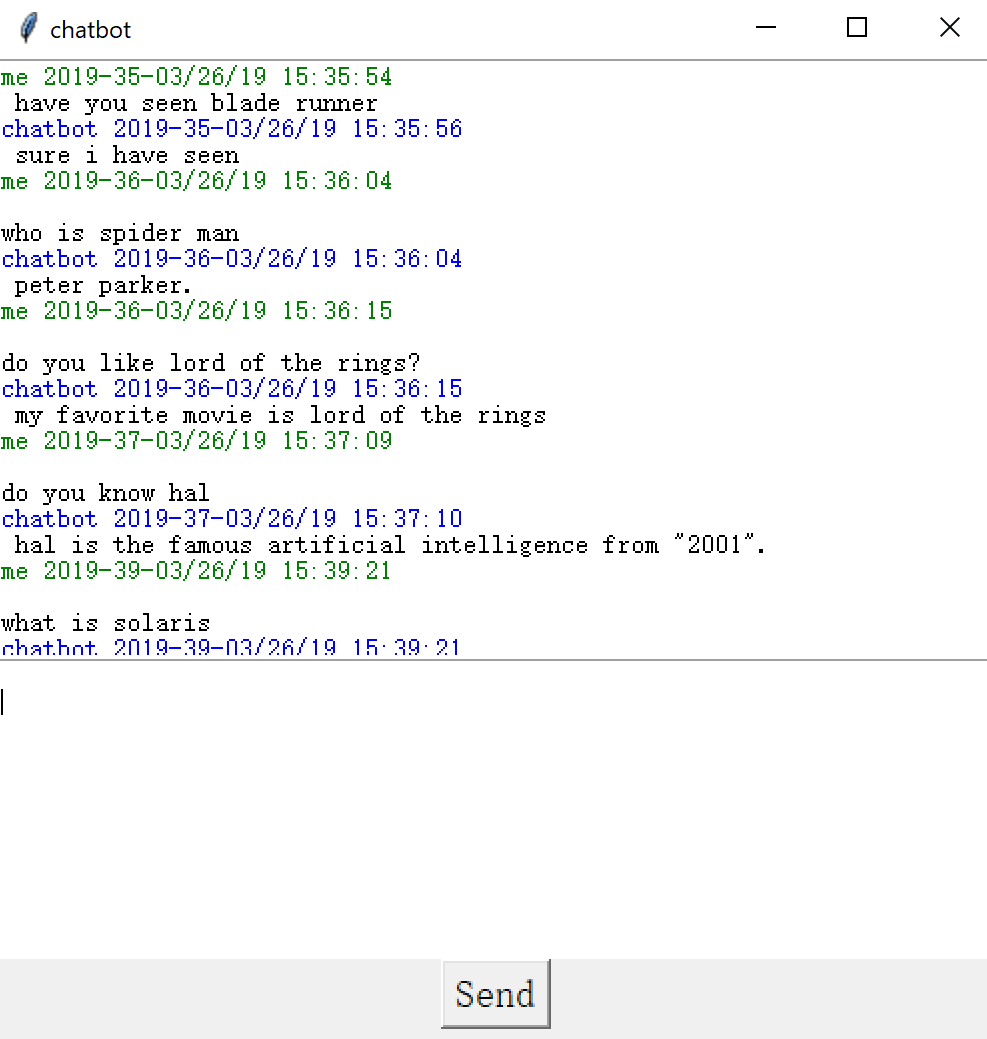 chatbot
me 2019-35-03/26/19 15:35:54
have you seen blade runner
chatbot 2019-35-03/26/19 15:35:56
sure i have seen
me 2019-36-03/26/19 15:36:04
who is spider man
chatbot 2019-36-03/26/19 15:36:04
peter parker.
me 2019-36-03/26/19 15:36:15
do you like lord of the rings?
chatbot 2019-36-03/26/19 15:36:15
my favorite movie is lord of the rings
me 2019-37-03/26/19 15:37:09
do you know hal
chatbot 2019-37-03/26/19 15:37:10
hal is the famous artificial intelligence from "2001".
me 2019-39-03/26/19 15:39:21
what is solaris
chatbot 2019-39-03/26/19 15:39:21
Send